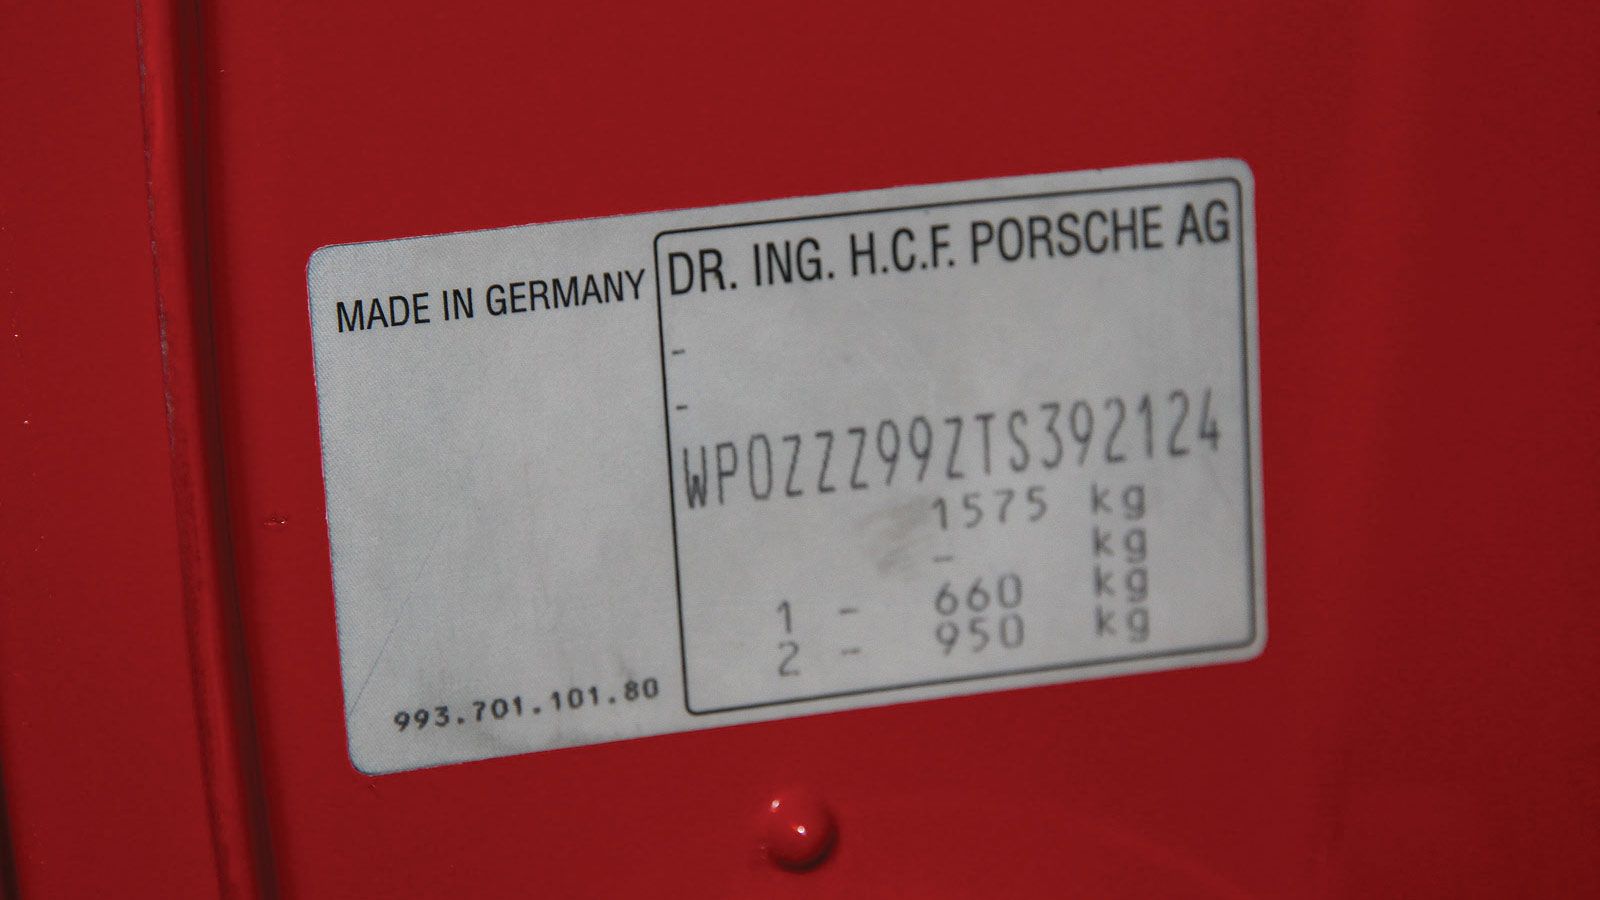 MADE IN GERMANY
993.701.101.80
DR. ING. H.C.F. PORSCHE AG
-
-
WP0ZZZ99ZTS392124
1575 kg
- kg
1 - 660 kg
2 - 950 kg